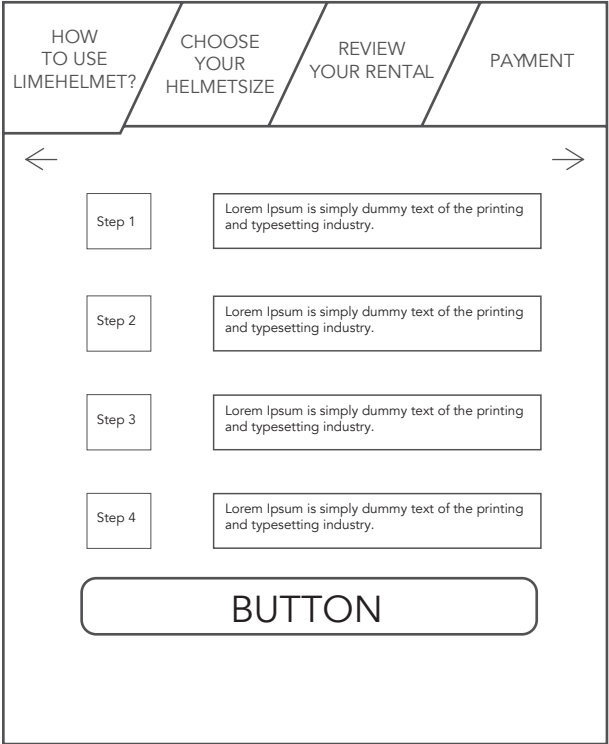 HOW
TO USE
LIMEHELMET?
CHOOSE
YOUR
HELMETSIZE
REVIEW
YOUR RENTAL
PAYMENT
Step 1
Lorem Ipsum is simply dummy text of the printing
and typesetting industry.
Step 2
Lorem Ipsum is simply dummy text of the printing
and typesetting industry.
Step 3
Lorem Ipsum is simply dummy text of the printing
and typesetting industry.
Step 4
Lorem Ipsum is simply dummy text of the printing
and typesetting industry.
BUTTON